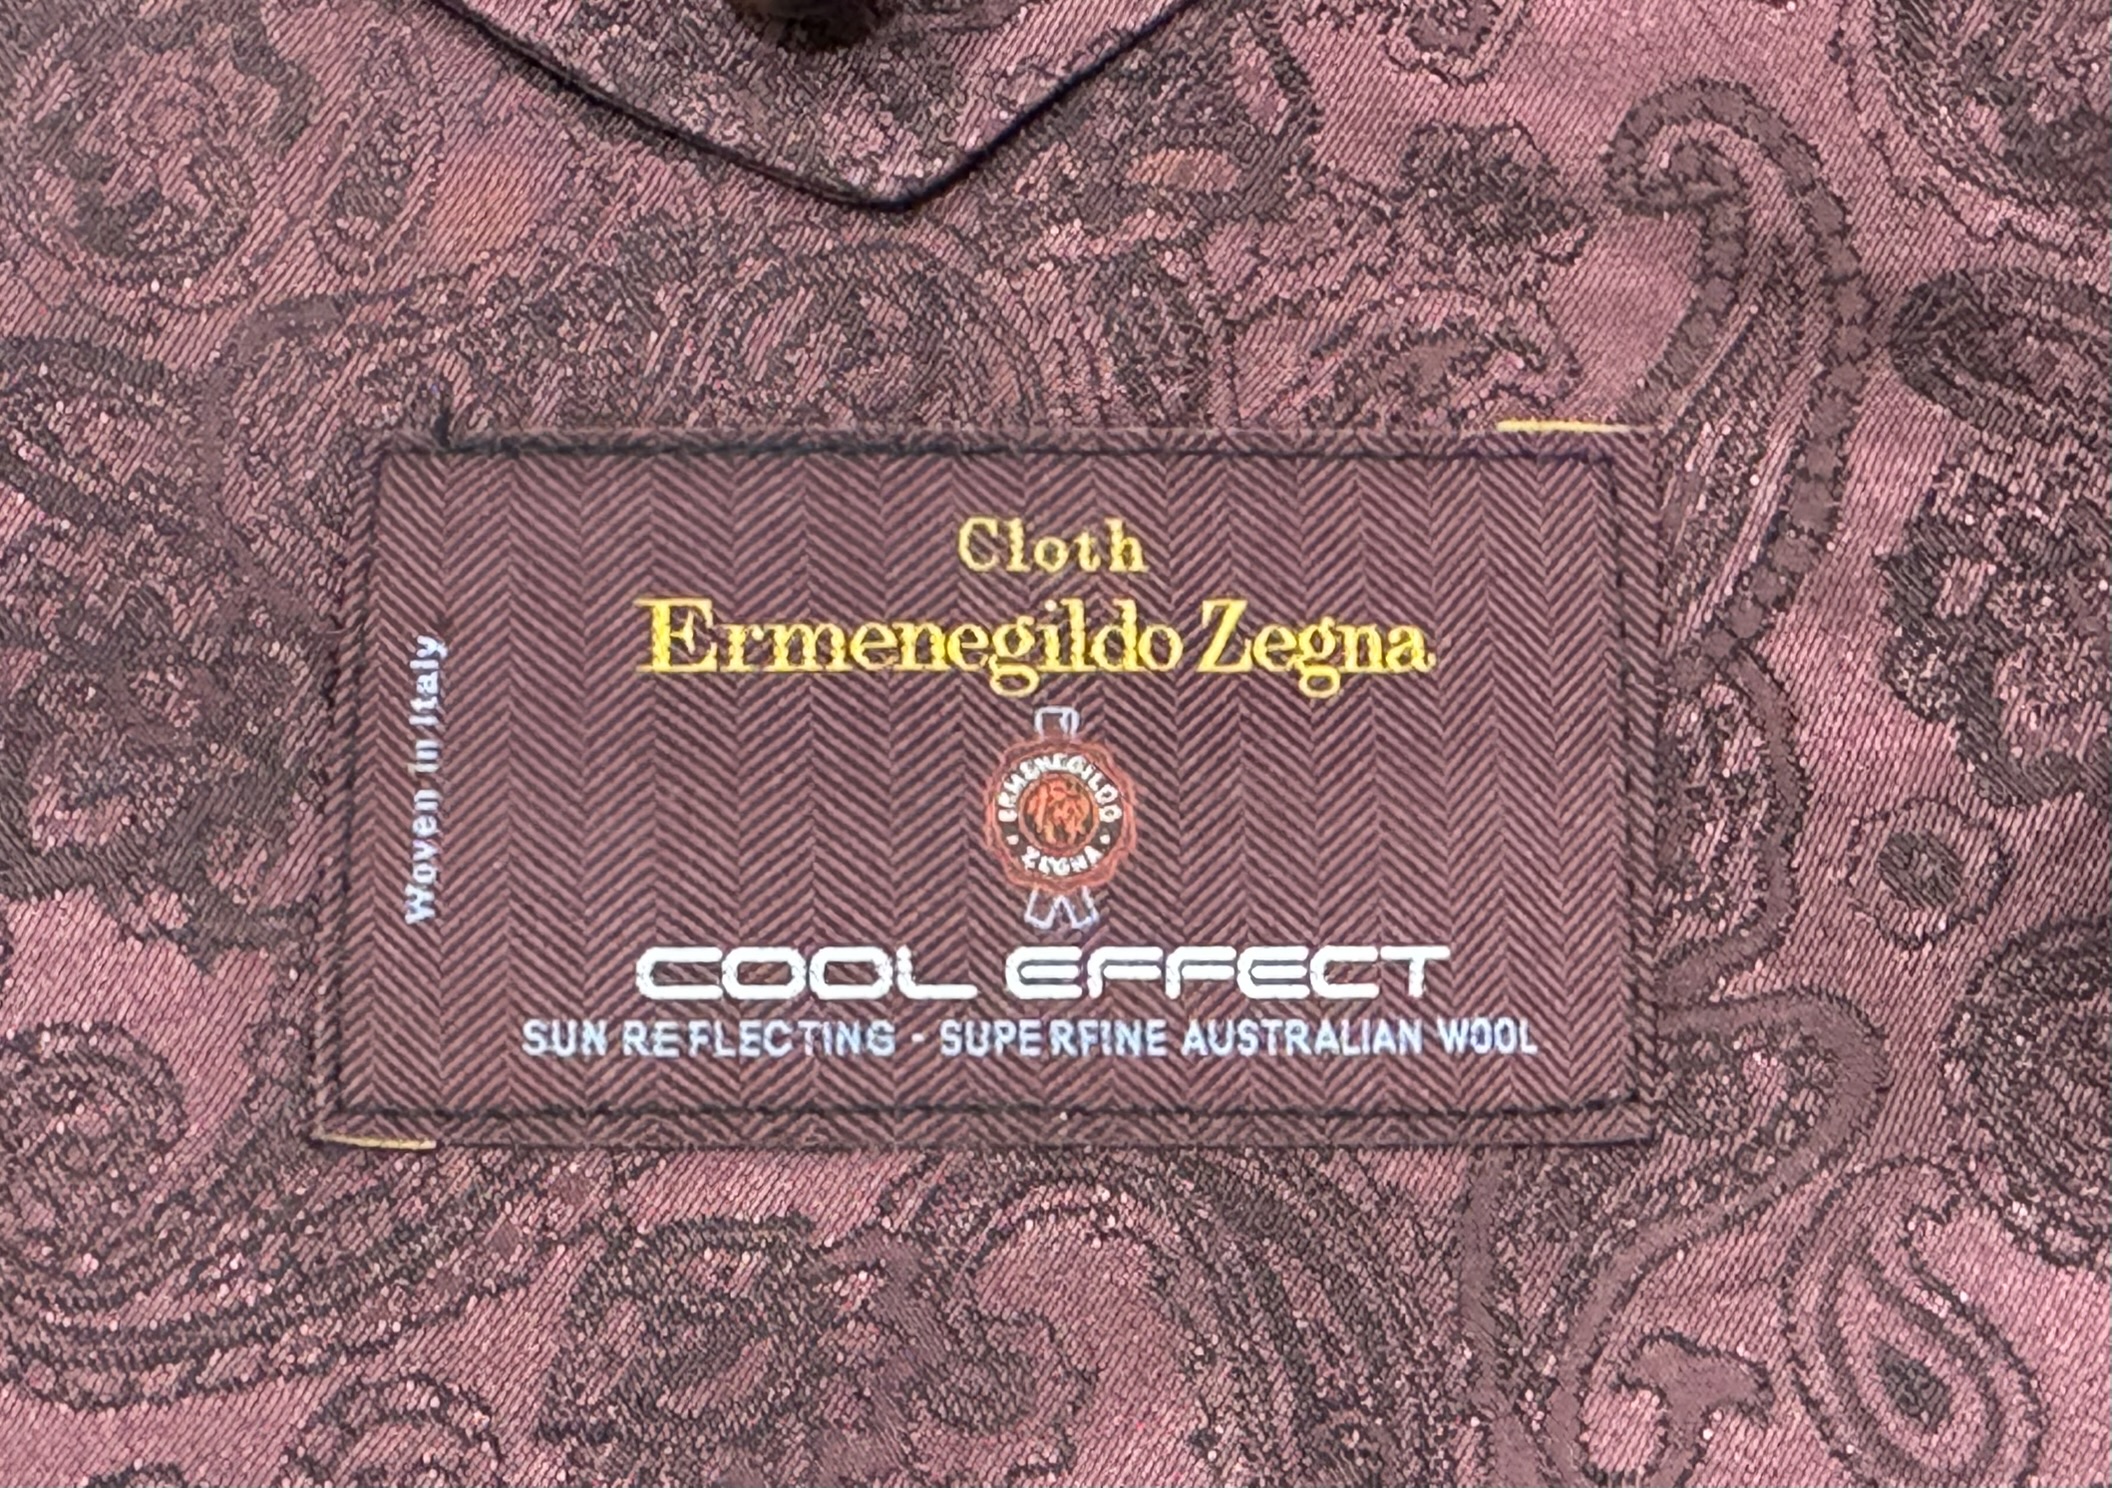 Cloth
Ermenegildo Zegna
Woven in Italy
ERMENEGILDO
ZEGNA
COOL EFFECT
SUN REFLECTING - SUPERFINE AUSTRALIAN WOOL